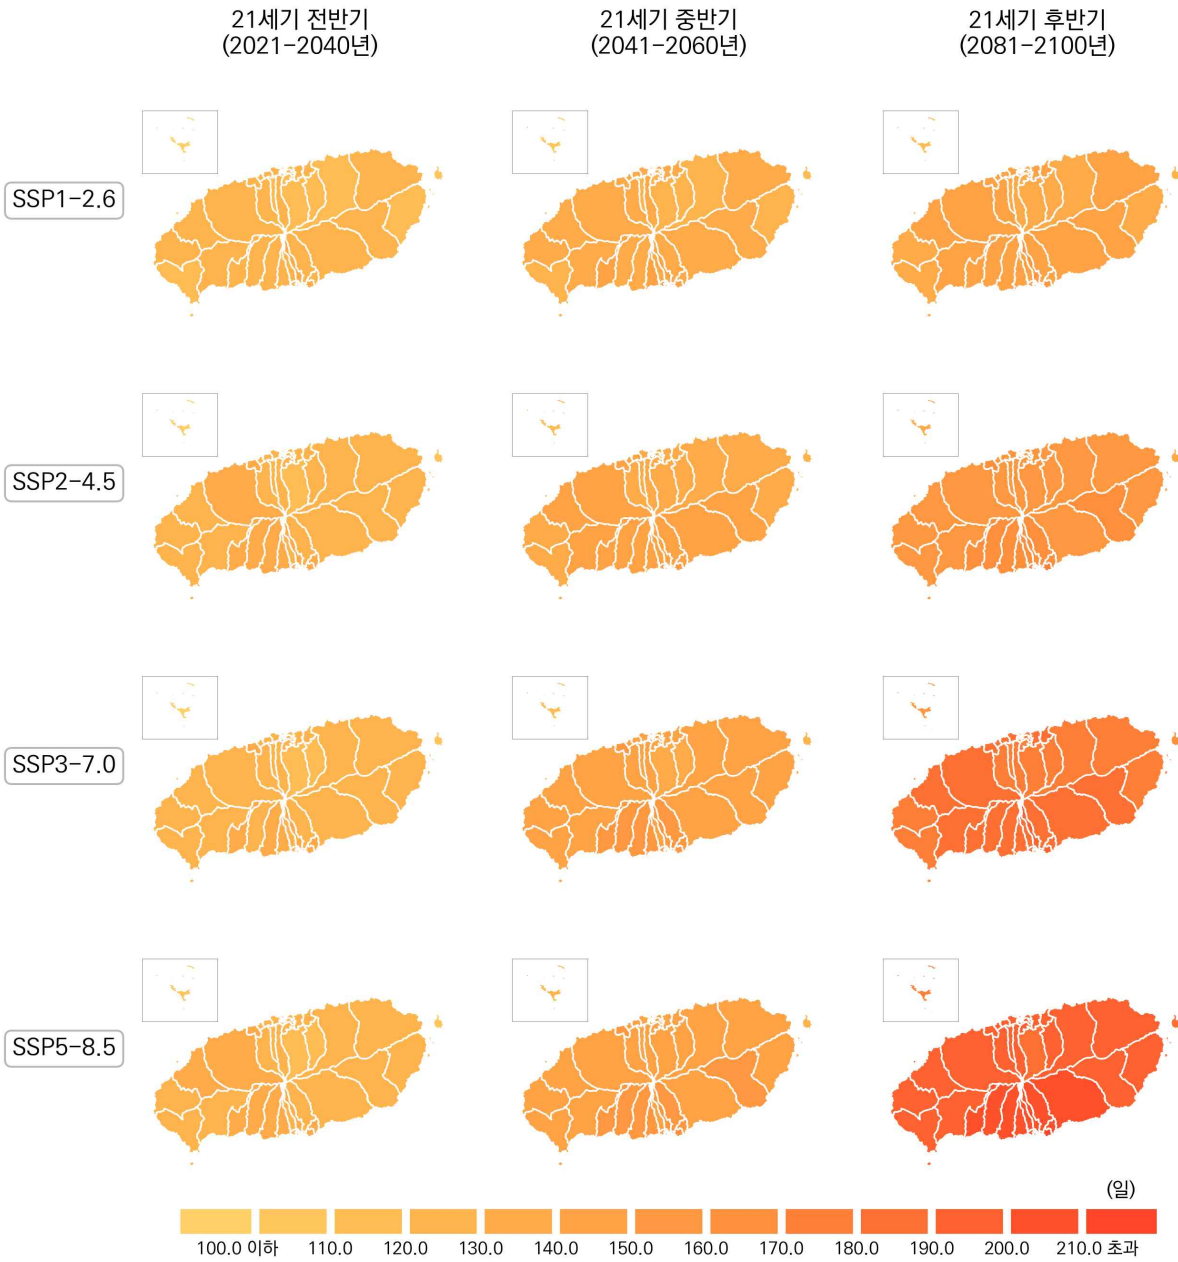 21세기 전반기
(2021-2040년)
21세기 중반기
(2041-2060년)
21세기 후반기
(2081-2100년)
SSP1-2.6
SSP2-4.5
SSP3-7.0
SSP5-8.5
(일)
100.0 이하 110.0 120.0 130.0 140.0 150.0 160.0 170.0 180.0 190.0 200.0 210.0 초과